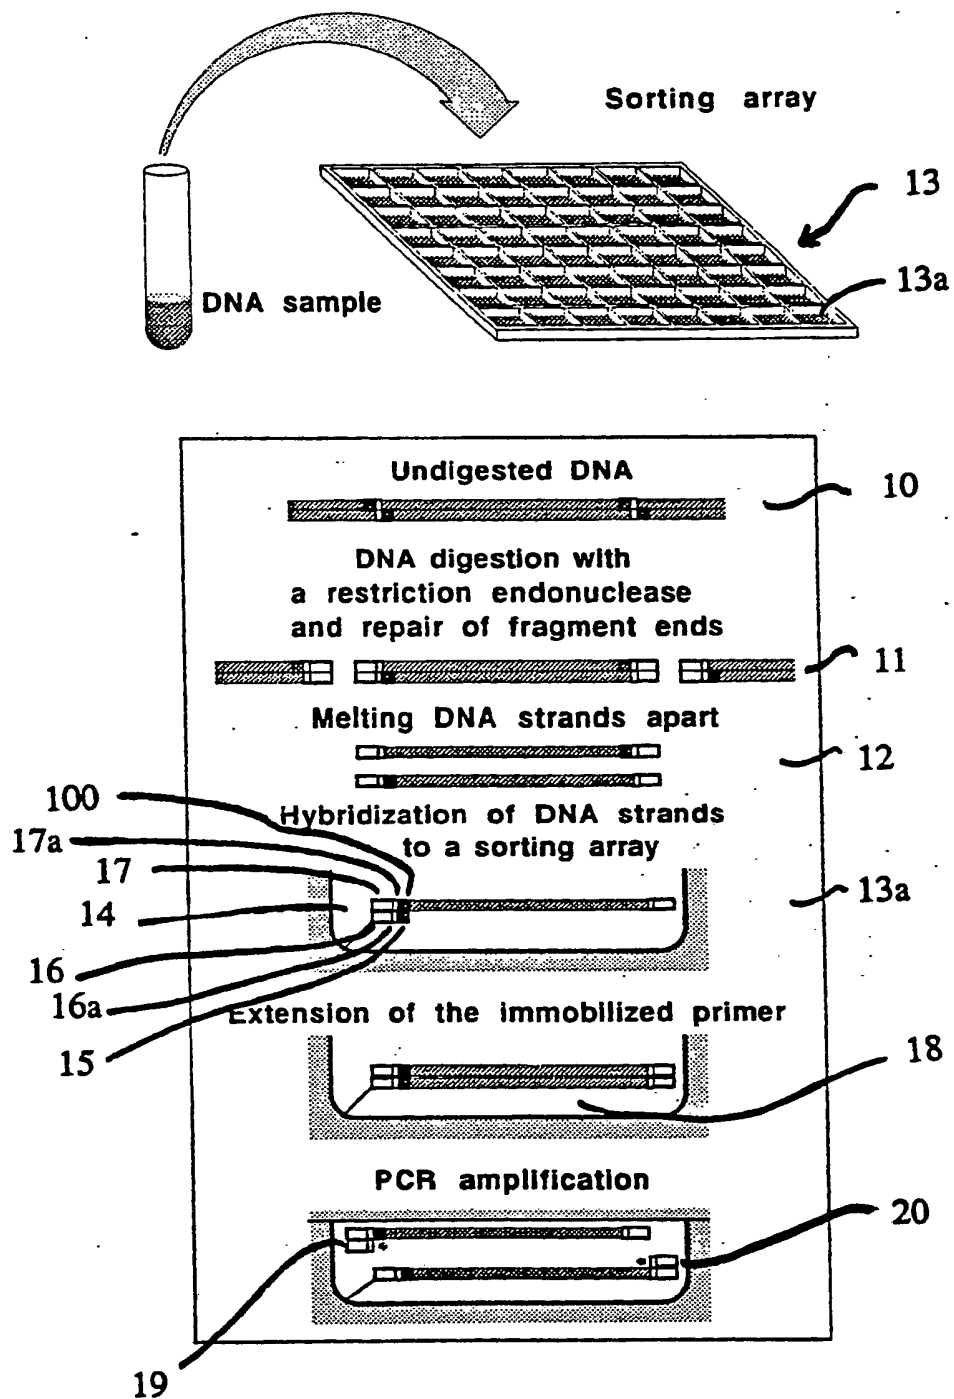 Sorting array
13
DNA sample
13a
Undigested DNA
10
DNA digestion with
a restriction endonuclease
and repair of fragment ends
11
Melting DNA strands apart
12
100
Hybridization of DNA strands
17a
to a sorting array
17
13a
14
16
16a
Extension of the immobilized primer
15
18
PCR amplification
20
19